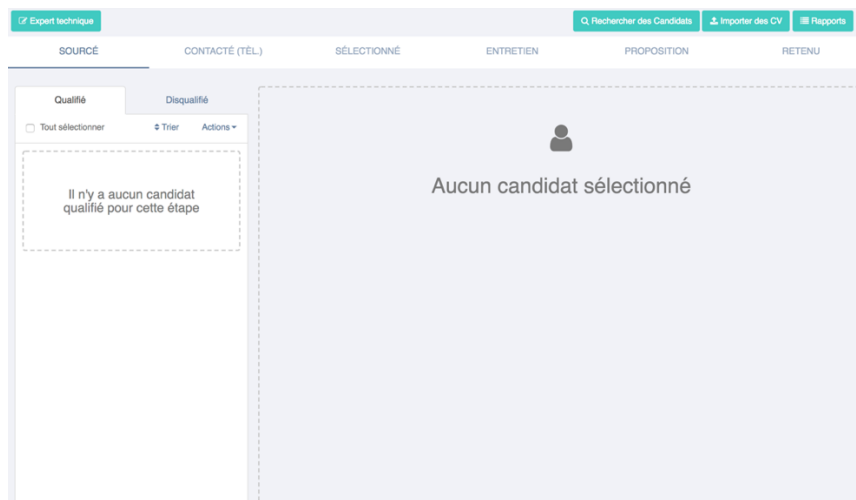 Expert technique
Rechercher des Candidats
Importer des CV
Rapports
SOURCÉ
CONTACTÉ (TÉL.)
SÉLECTIONNÉ
ENTRETIEN
PROPOSITION
RETENU
Qualifié
Disqualifié
Tout sélectionner
Trier
Actions
Il n'y a aucun candidat
qualifié pour cette étape
Aucun candidat sélectionné